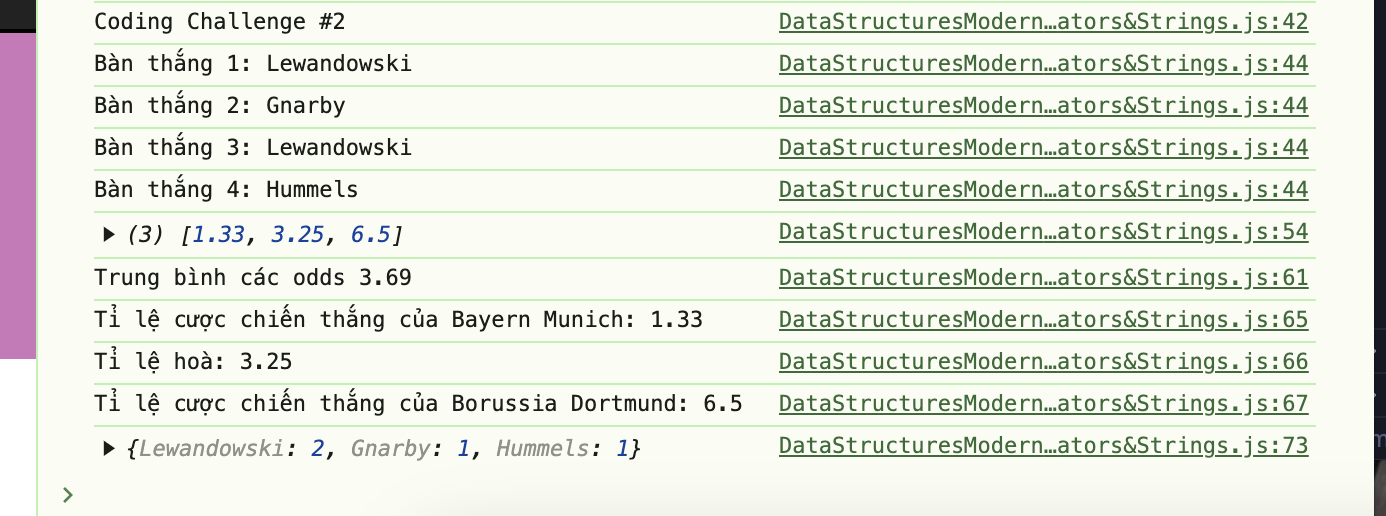 Coding Challenge #2 DataStructuresModern…ators&Strings.js:42
Bàn thắng 1: Lewandowski DataStructuresModern…ators&Strings.js:44
Bàn thắng 2: Gnarby DataStructuresModern…ators&Strings.js:44
Bàn thắng 3: Lewandowski DataStructuresModern…ators&Strings.js:44
Bàn thắng 4: Hummels DataStructuresModern…ators&Strings.js:44
▶ (3) [1.33, 3.25, 6.5] DataStructuresModern…ators&Strings.js:54
Trung bình các odds 3.69 DataStructuresModern…ators&Strings.js:61
Tỉ lệ cược chiến thắng của Bayern Munich: 1.33 DataStructuresModern…ators&Strings.js:65
Tỉ lệ hoà: 3.25 DataStructuresModern…ators&Strings.js:66
Tỉ lệ cược chiến thắng của Borussia Dortmund: 6.5 DataStructuresModern…ators&Strings.js:67
▶ {Lewandowski: 2, Gnarby: 1, Hummels: 1} DataStructuresModern…ators&Strings.js:73
>